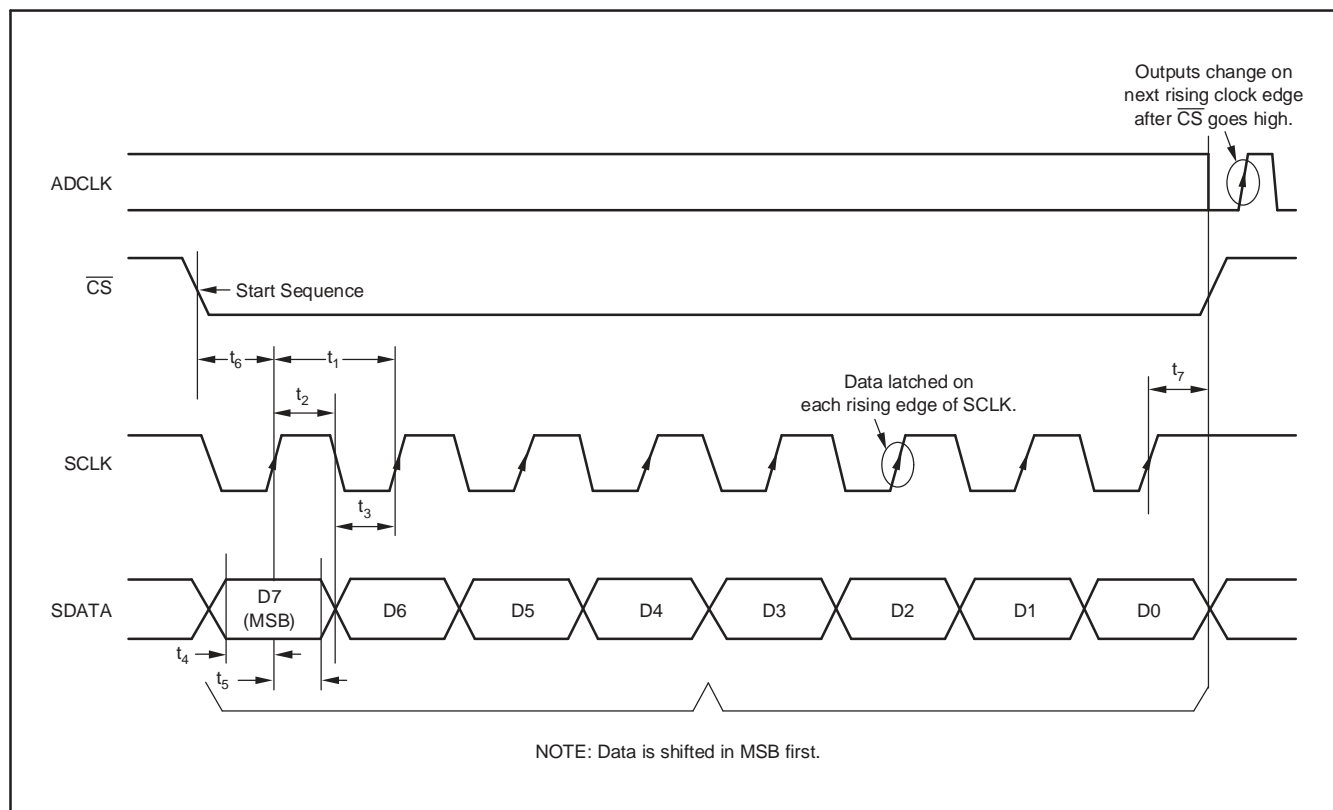 Outputs change on
next rising clock edge
after CS goes high.
ADCLK
CS
Start Sequence
t6
t1
t2
t7
Data latched on
each rising edge of SCLK.
SCLK
t3
SDATA
D7
(MSB)
D6
D5
D4
D3
D2
D1
D0
t4
t5
NOTE: Data is shifted in MSB first.